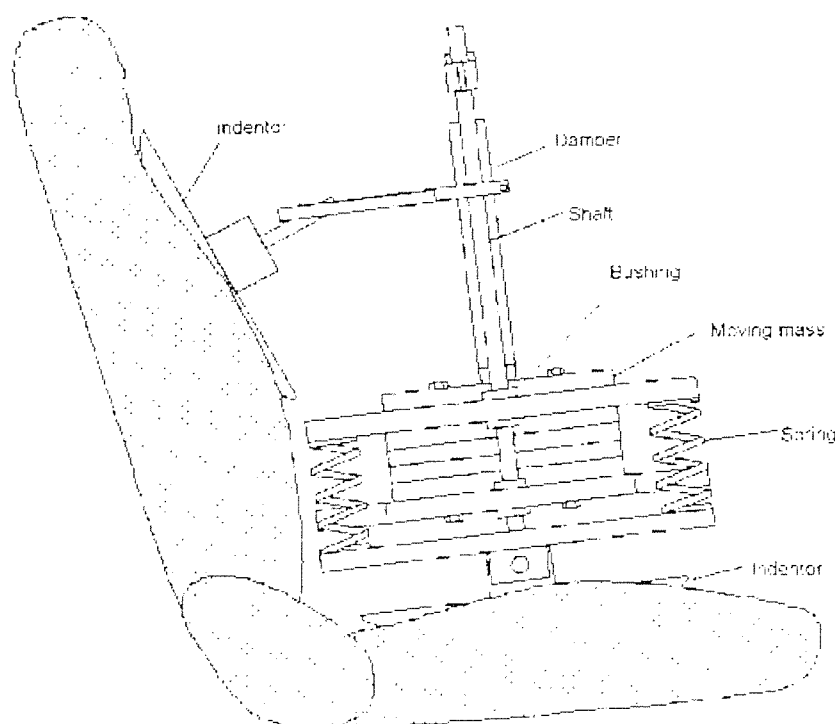 indentor
Damper
Shaft
Bushing
Moving mass
Spring
Indentor